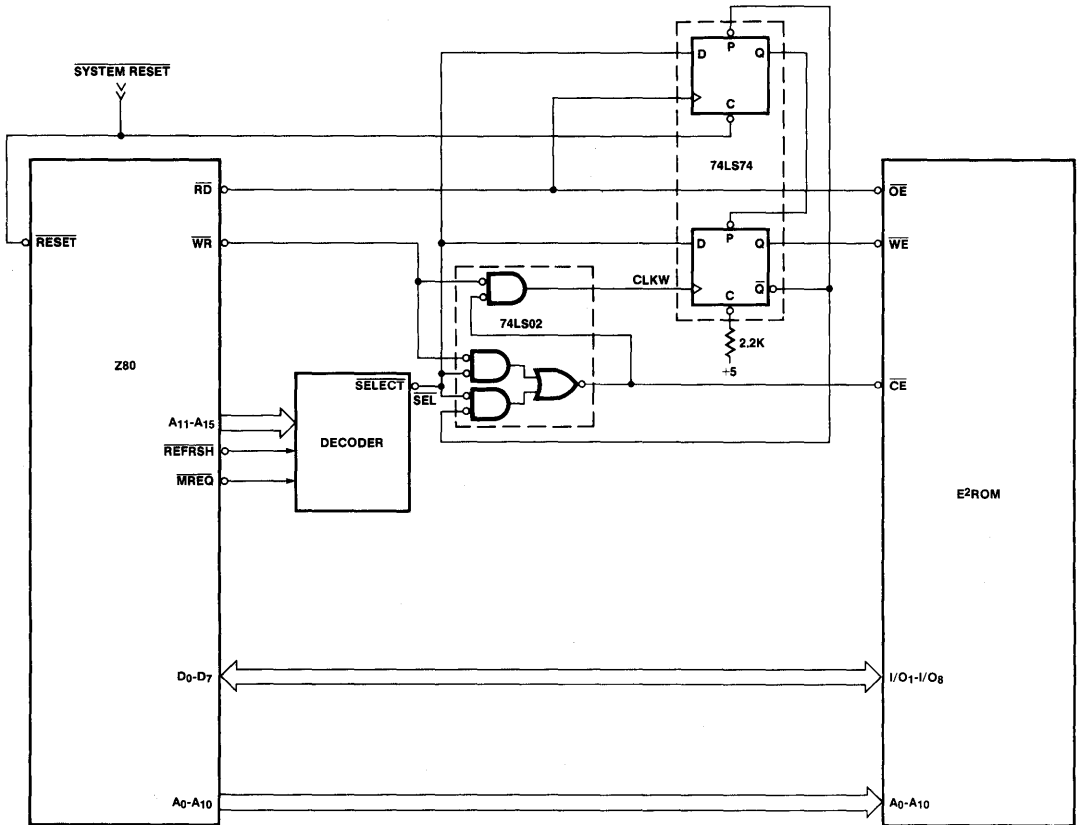 SYSTEM RESET
P
D
Q
C
74LS74
RD
OE
RESET
WR
P
D
Q
WE
CLKW
Q
C
74LS02
2.2K
+5
Z80
SELECT
SEL
CE
A11-A15
DECODER
REFRSH
MREQ
E²ROM
D0-D7
I/O1-I/O8
A0-A10
A0-A10